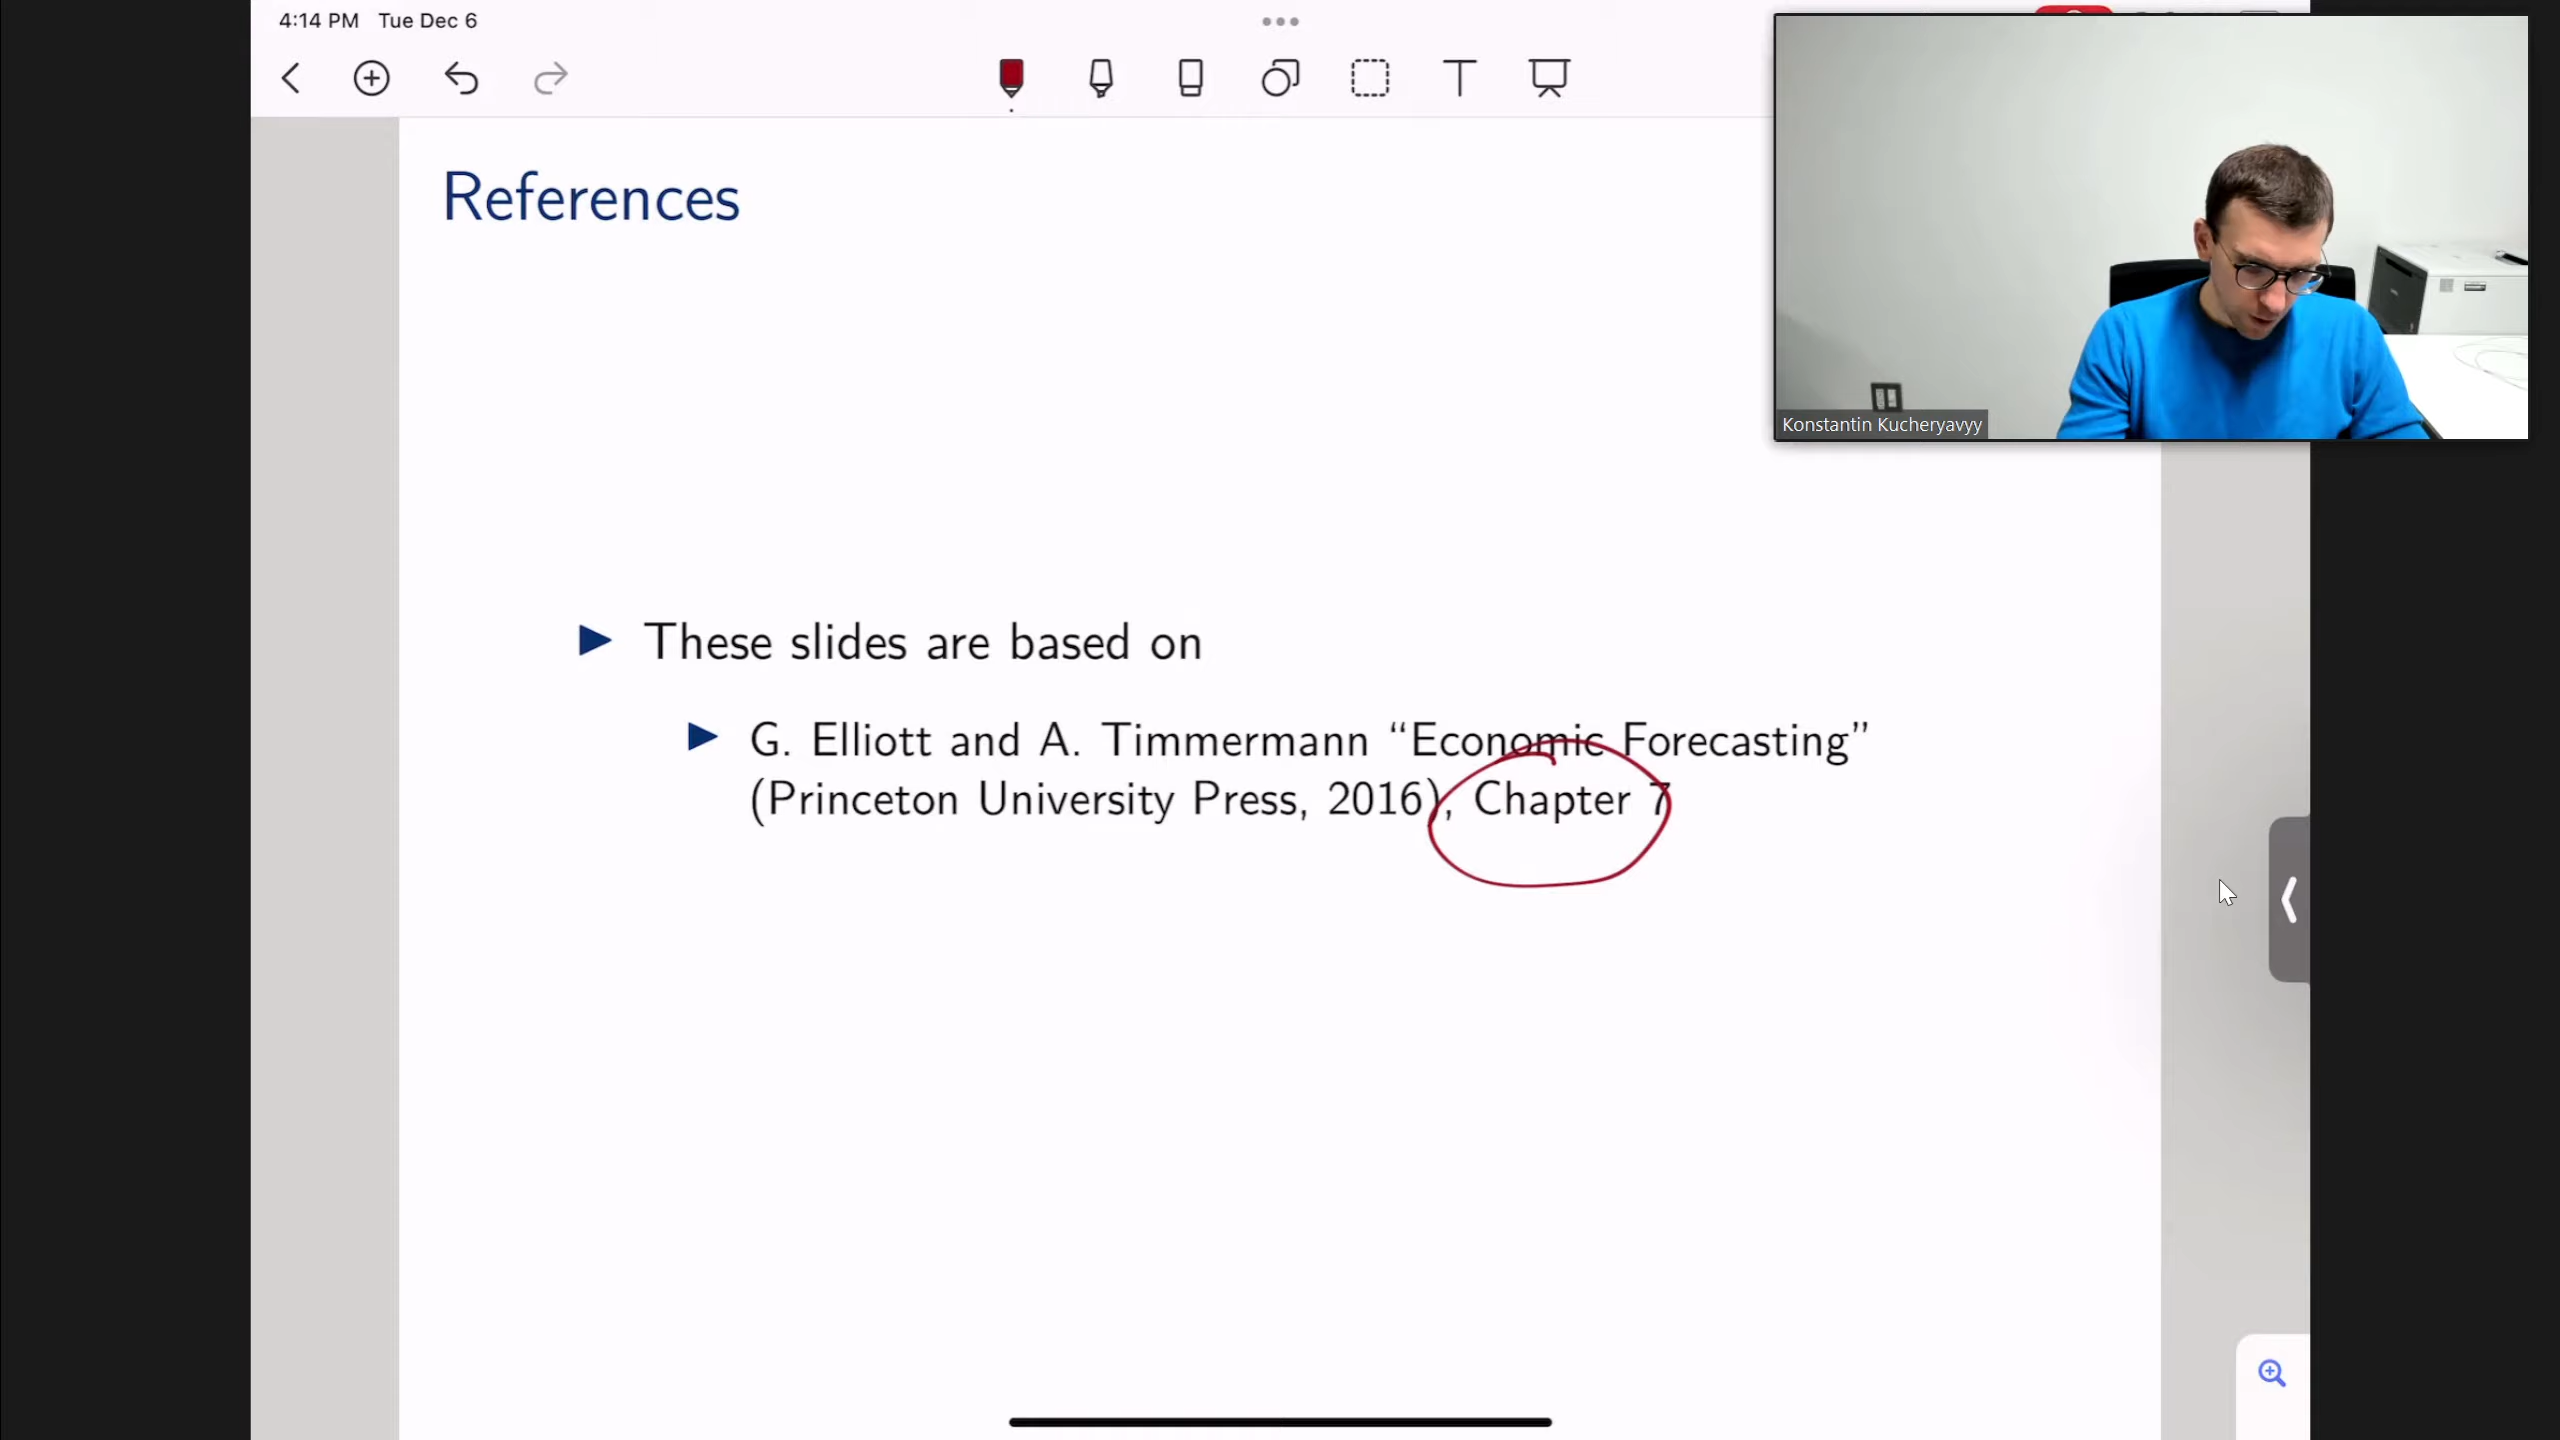 4:14 PM Tue Dec 6
References
Konstantin Kucheryavyy
These slides are based on
G. Elliott and A. Timmermann “Economic Forecasting”
(Princeton University Press, 2016), Chapter 7